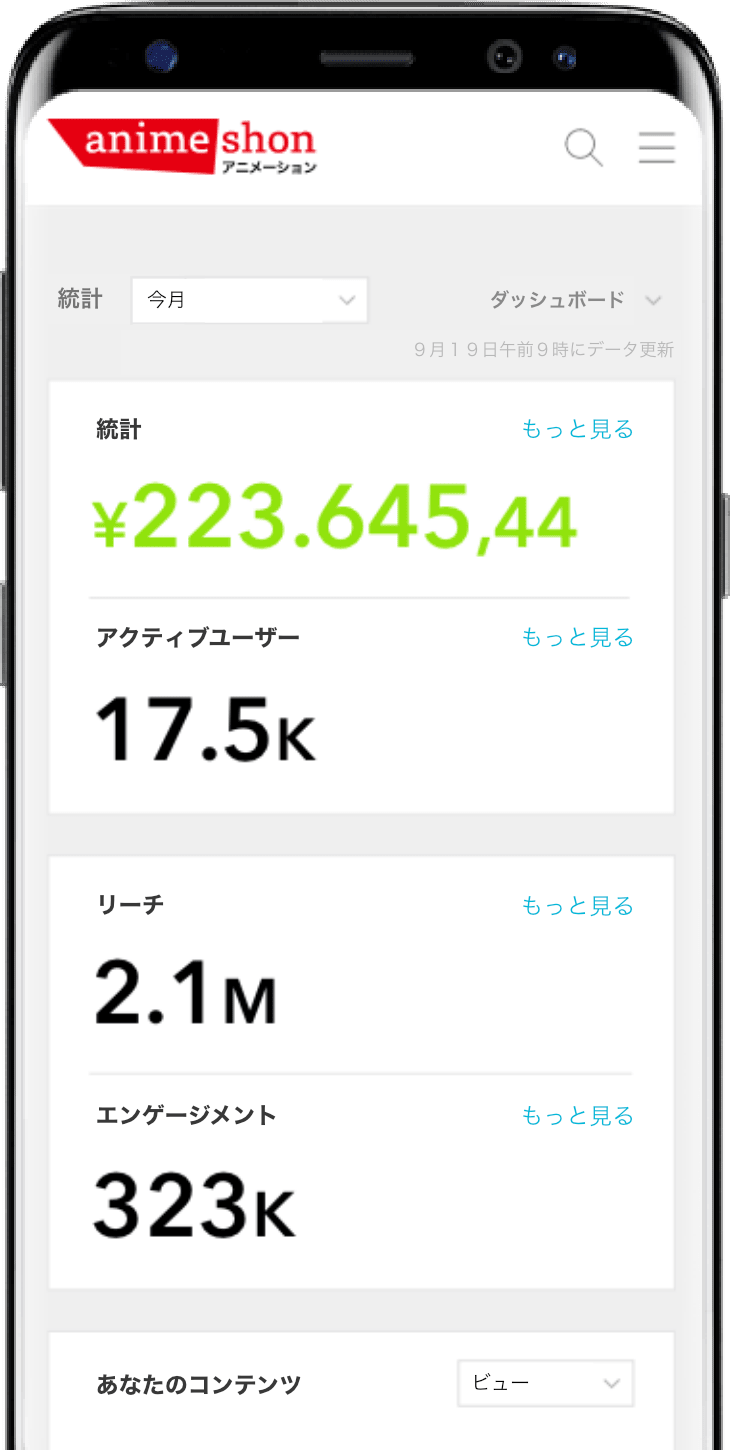 anime shon
アニメーション
統計 今月 ダッシュボード
9月19日午前9時にデータ更新
統計 もっと見る
¥223.645,44
アクティブユーザー もっと見る
17.5K
リーチ もっと見る
2.1M
エンゲージメント もっと見る
323K
あなたのコンテンツ ビュー